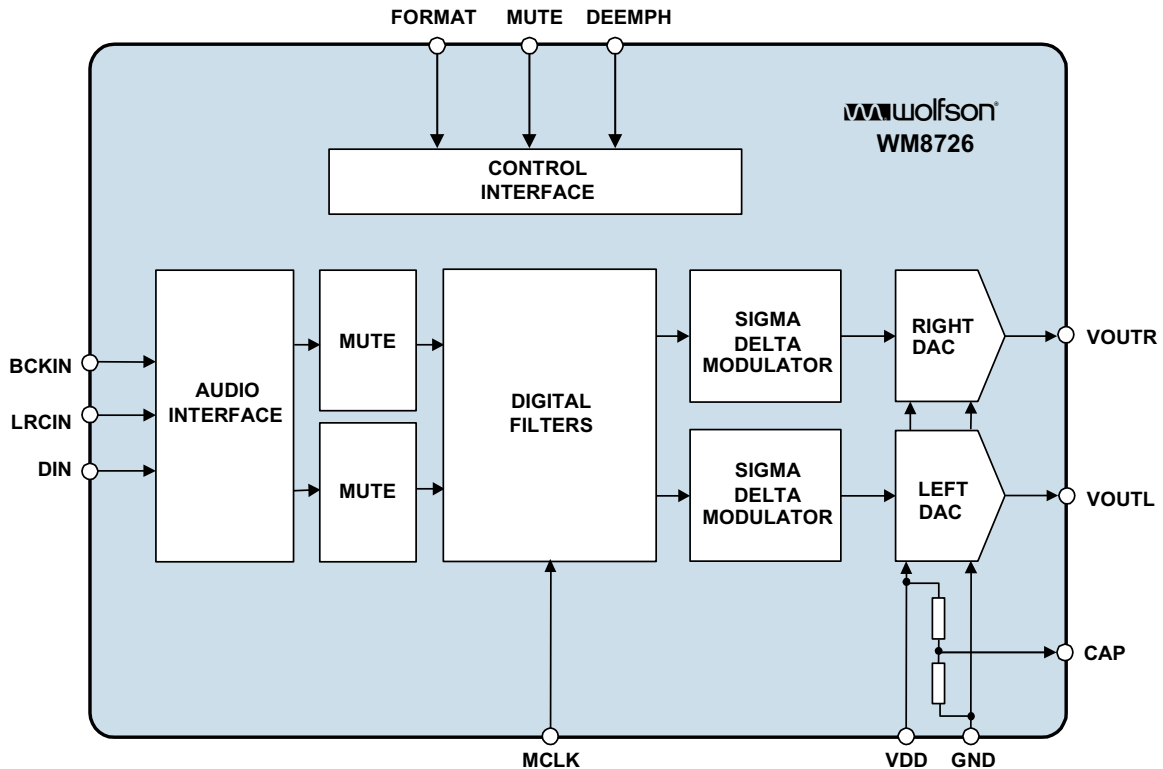 FORMAT MUTE DEEMPH
wolfson®
WM8726
CONTROL
INTERFACE
BCKIN
LRCIN
DIN
AUDIO
INTERFACE
MUTE
MUTE
DIGITAL
FILTERS
SIGMA
DELTA
MODULATOR
SIGMA
DELTA
MODULATOR
RIGHT
DAC
LEFT
DAC
VOUTR
VOUTL
CAP
MCLK
VDD GND